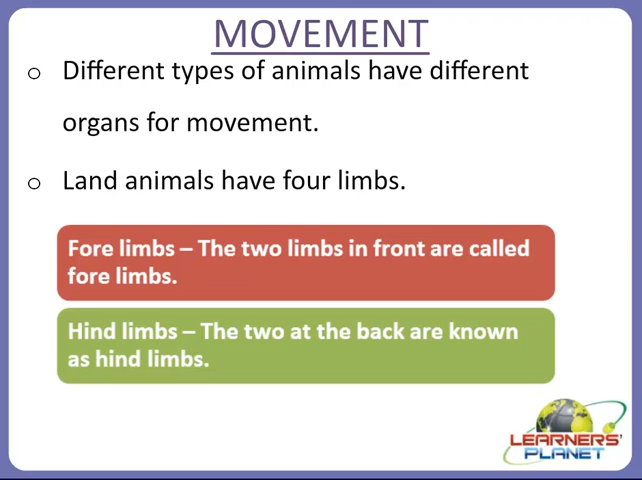 MOVEMENT
o Different types of animals have different
organs for movement.
o Land animals have four limbs.
Fore limbs – The two limbs in front are called
fore limbs.
Hind limbs – The two at the back are known
as hind limbs.
LEARNERS'
PLANET